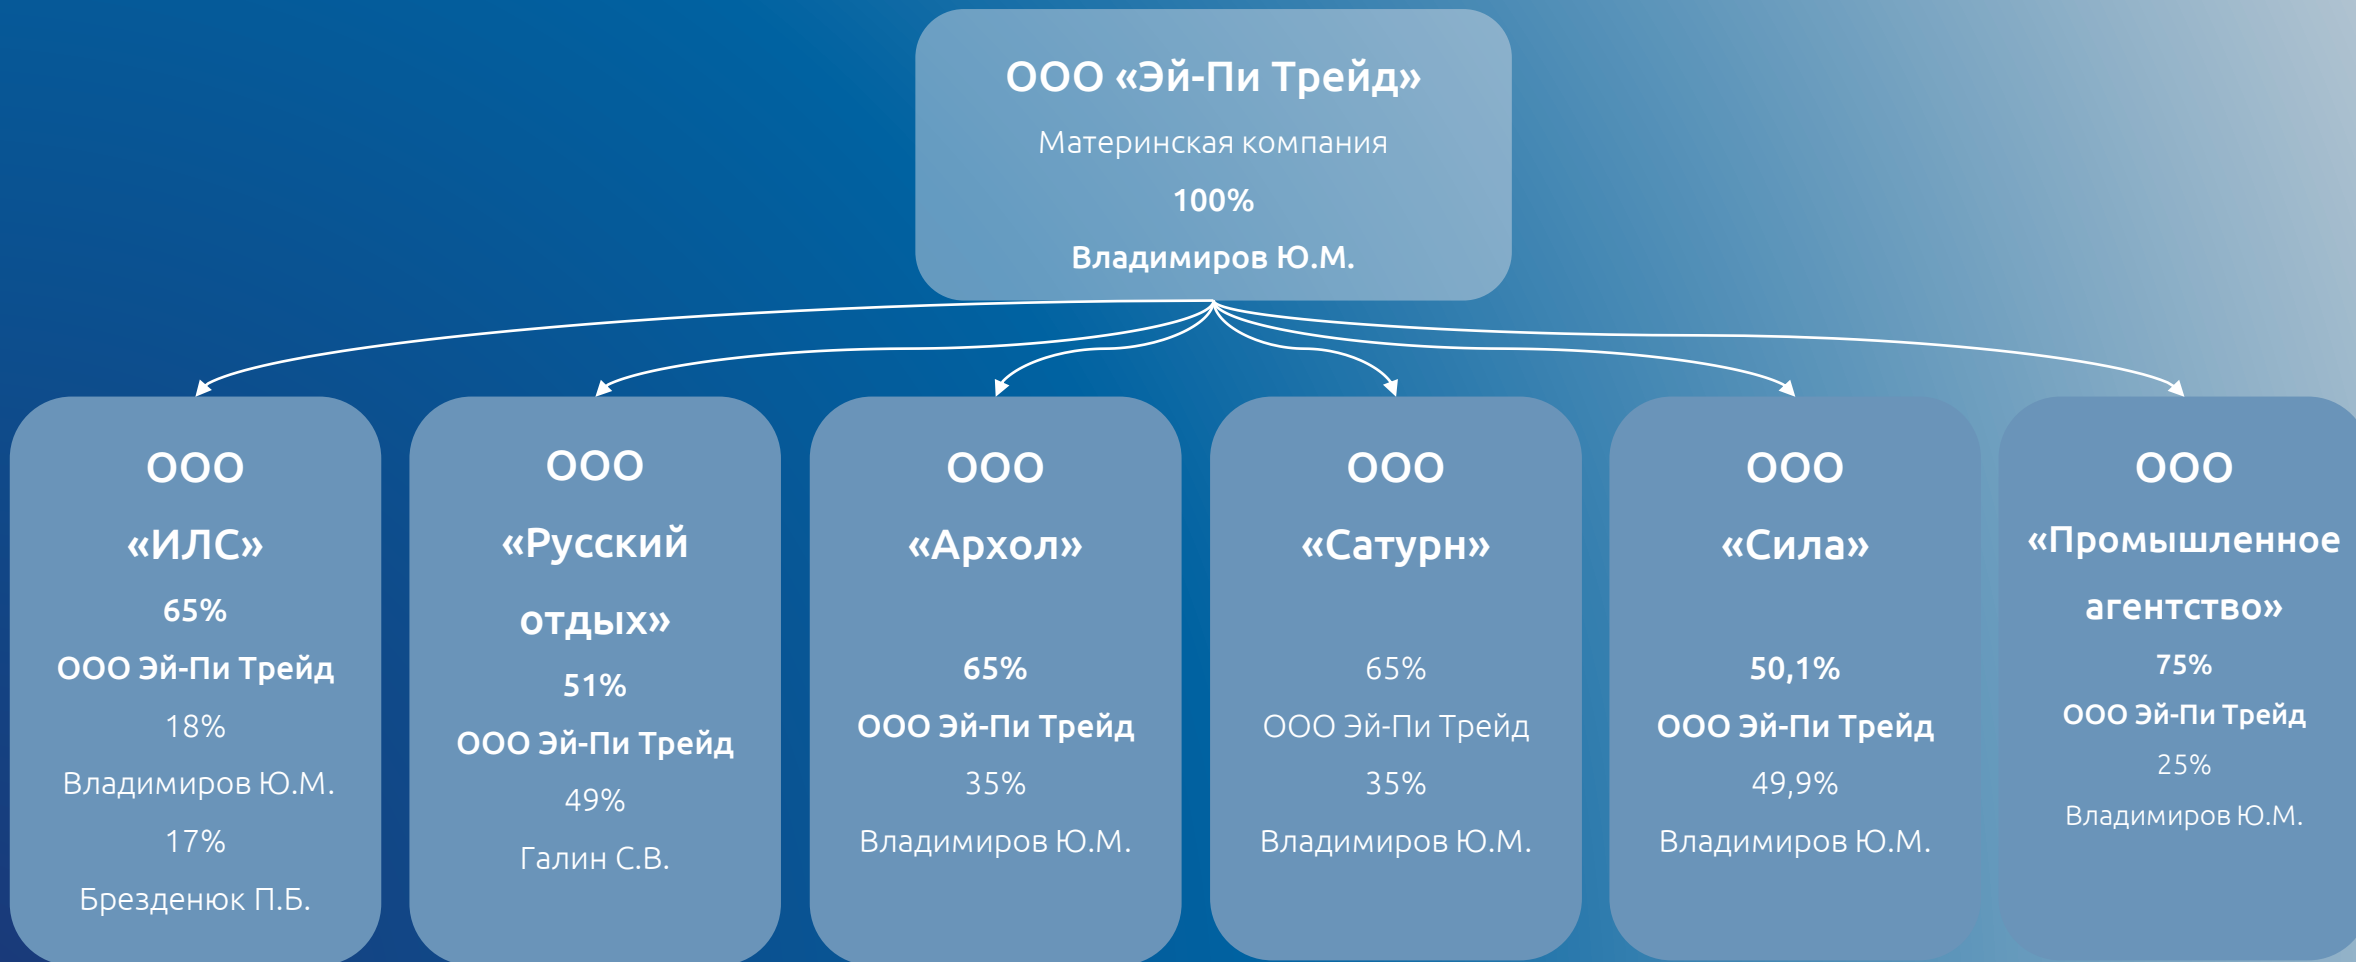 ООО «Эй-Пи Трейд»
Материнская компания
100%
Владимиров Ю.М.
ООО
«ИЛС»
65%
ООО Эй-Пи Трейд
18%
Владимиров Ю.М.
17%
Брезденюк П.Б.
ООО
«Русский
отдых»
51%
ООО Эй-Пи Трейд
49%
Галин С.В.
ООО
«Архол»
65%
ООО Эй-Пи Трейд
35%
Владимиров Ю.М.
ООО
«Сатурн»
65%
ООО Эй-Пи Трейд
35%
Владимиров Ю.М.
ООО
«Сила»
50,1%
ООО Эй-Пи Трейд
49,9%
Владимиров Ю.М.
ООО
«Промышленное
агентство»
75%
ООО Эй-Пи Трейд
25%
Владимиров Ю.М.